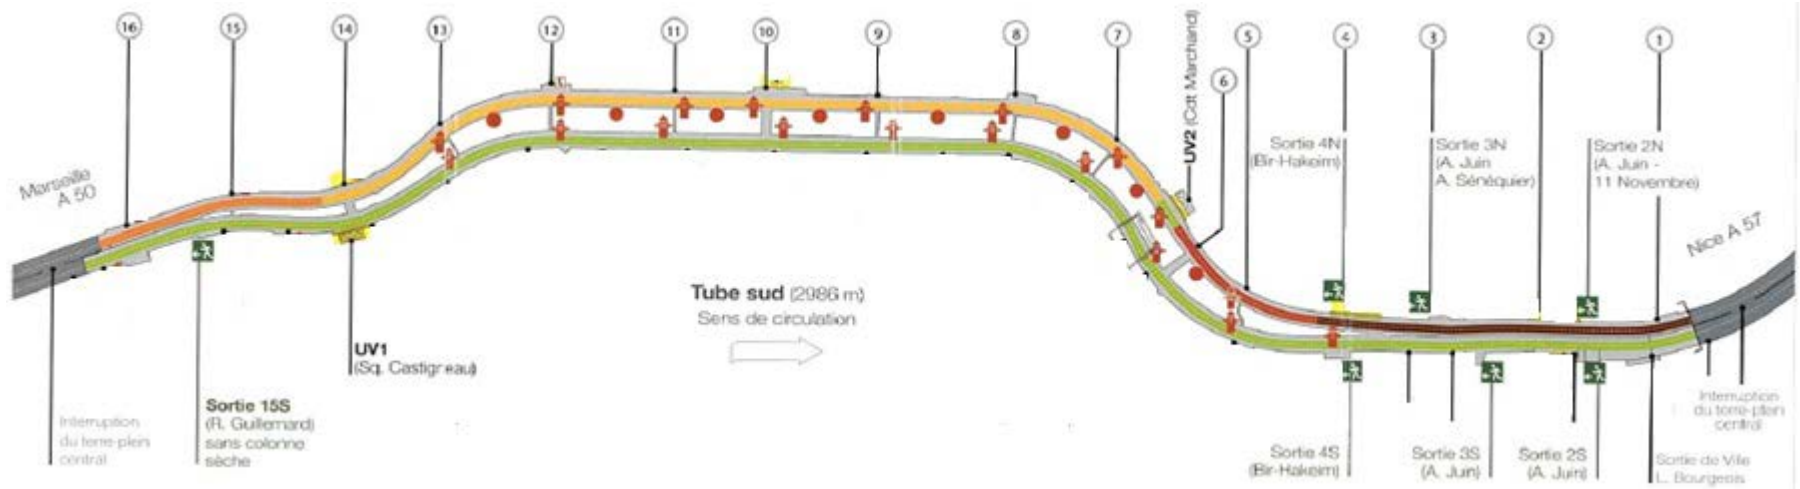 16
15
14
13
12
11
10
9
8
7
UV2 (Cdt Marchand)
5
6
4
3
2
1
Marseille
A 50
Sortie 4N
(Bir-Hakeim)
Sortie 3N
(A. Juin
A. Sénéquier)
Sortie 2N
(A. Juin -
11 Novembre)
Nice A 57
Tube sud (2986 m)
Sens de circulation
UV1
(Sq. Castigneau)
Sortie 15S
(R. Guillemard)
sans colonne
sèche
Interruption
du terre-plein
central
Sortie 4S
(Bir-Hakeim)
Sortie 3S
(A. Juin)
Sortie 2S
(A. Juin)
Interruption
du terre-plein
central
Sortie de Ville
L. Bourgeois